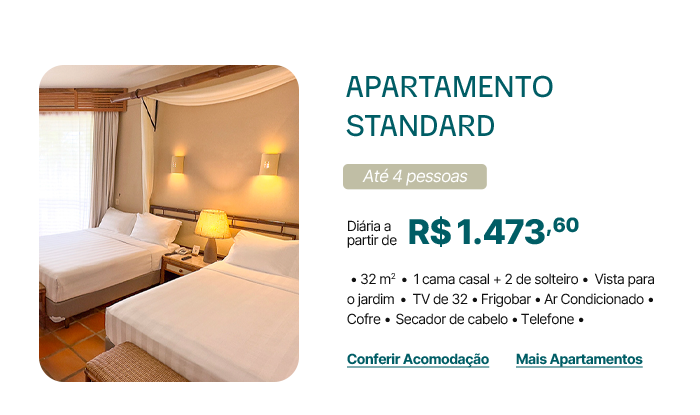 APARTAMENTO
STANDARD
Até 4 pessoas
Diária a
partir de
R$ 1.473,60
• 32 m² • 1 cama casal + 2 de solteiro • Vista para
o jardim • TV de 32 • Frigobar • Ar Condicionado •
Cofre • Secador de cabelo • Telefone •
Conferir Acomodação Mais Apartamentos